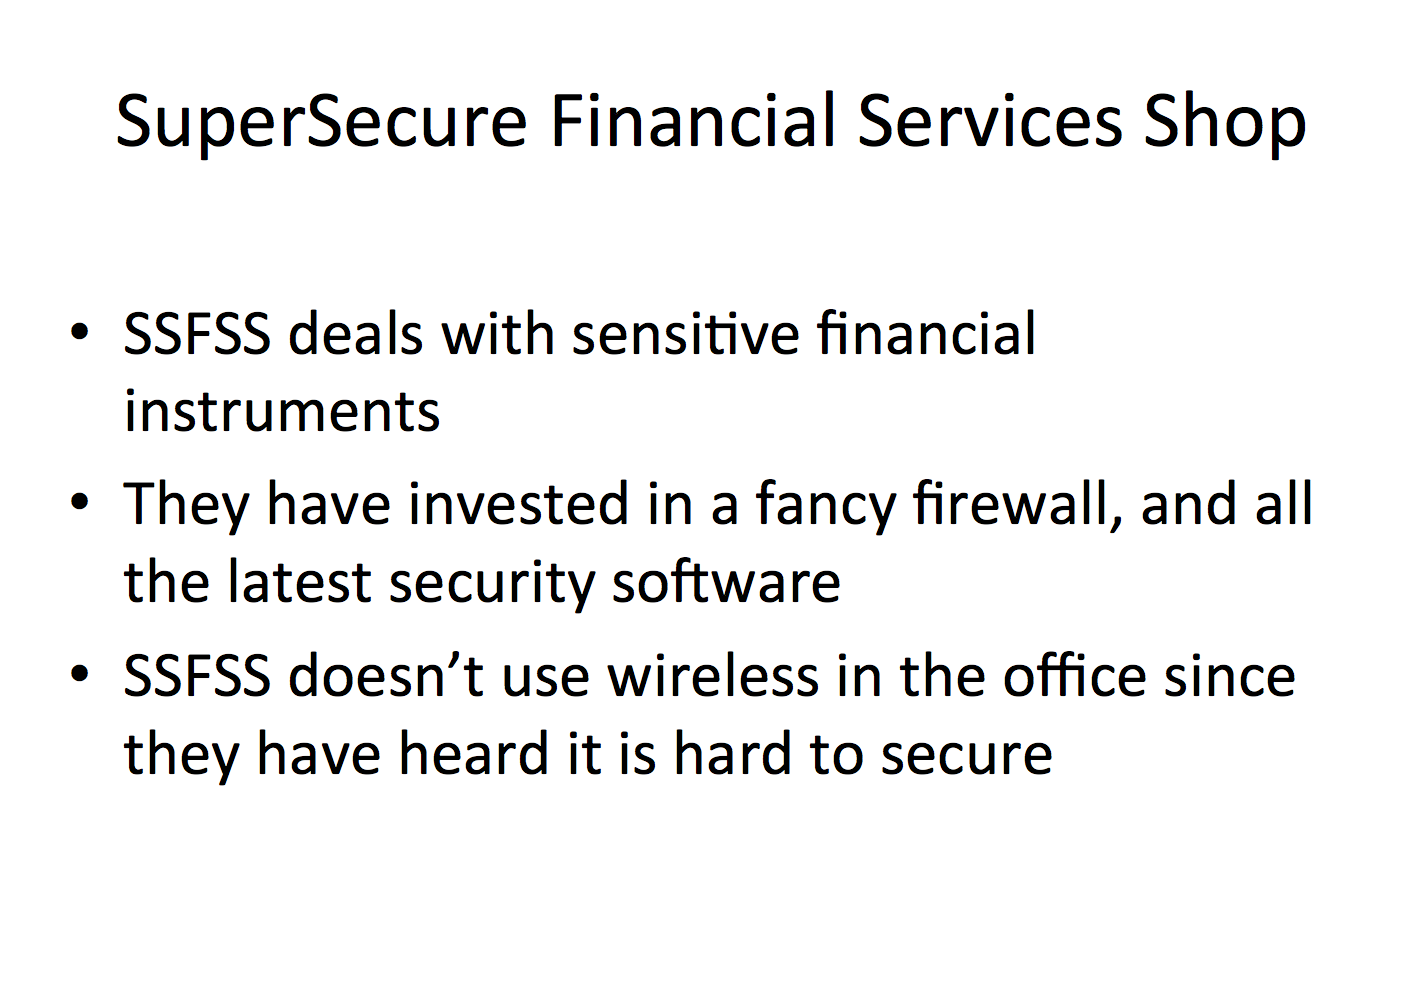 SuperSecure Financial Services Shop
• SSFSS deals with sensitive financial
instruments
• They have invested in a fancy firewall, and all
the latest security software
• SSFSS doesn’t use wireless in the office since
they have heard it is hard to secure